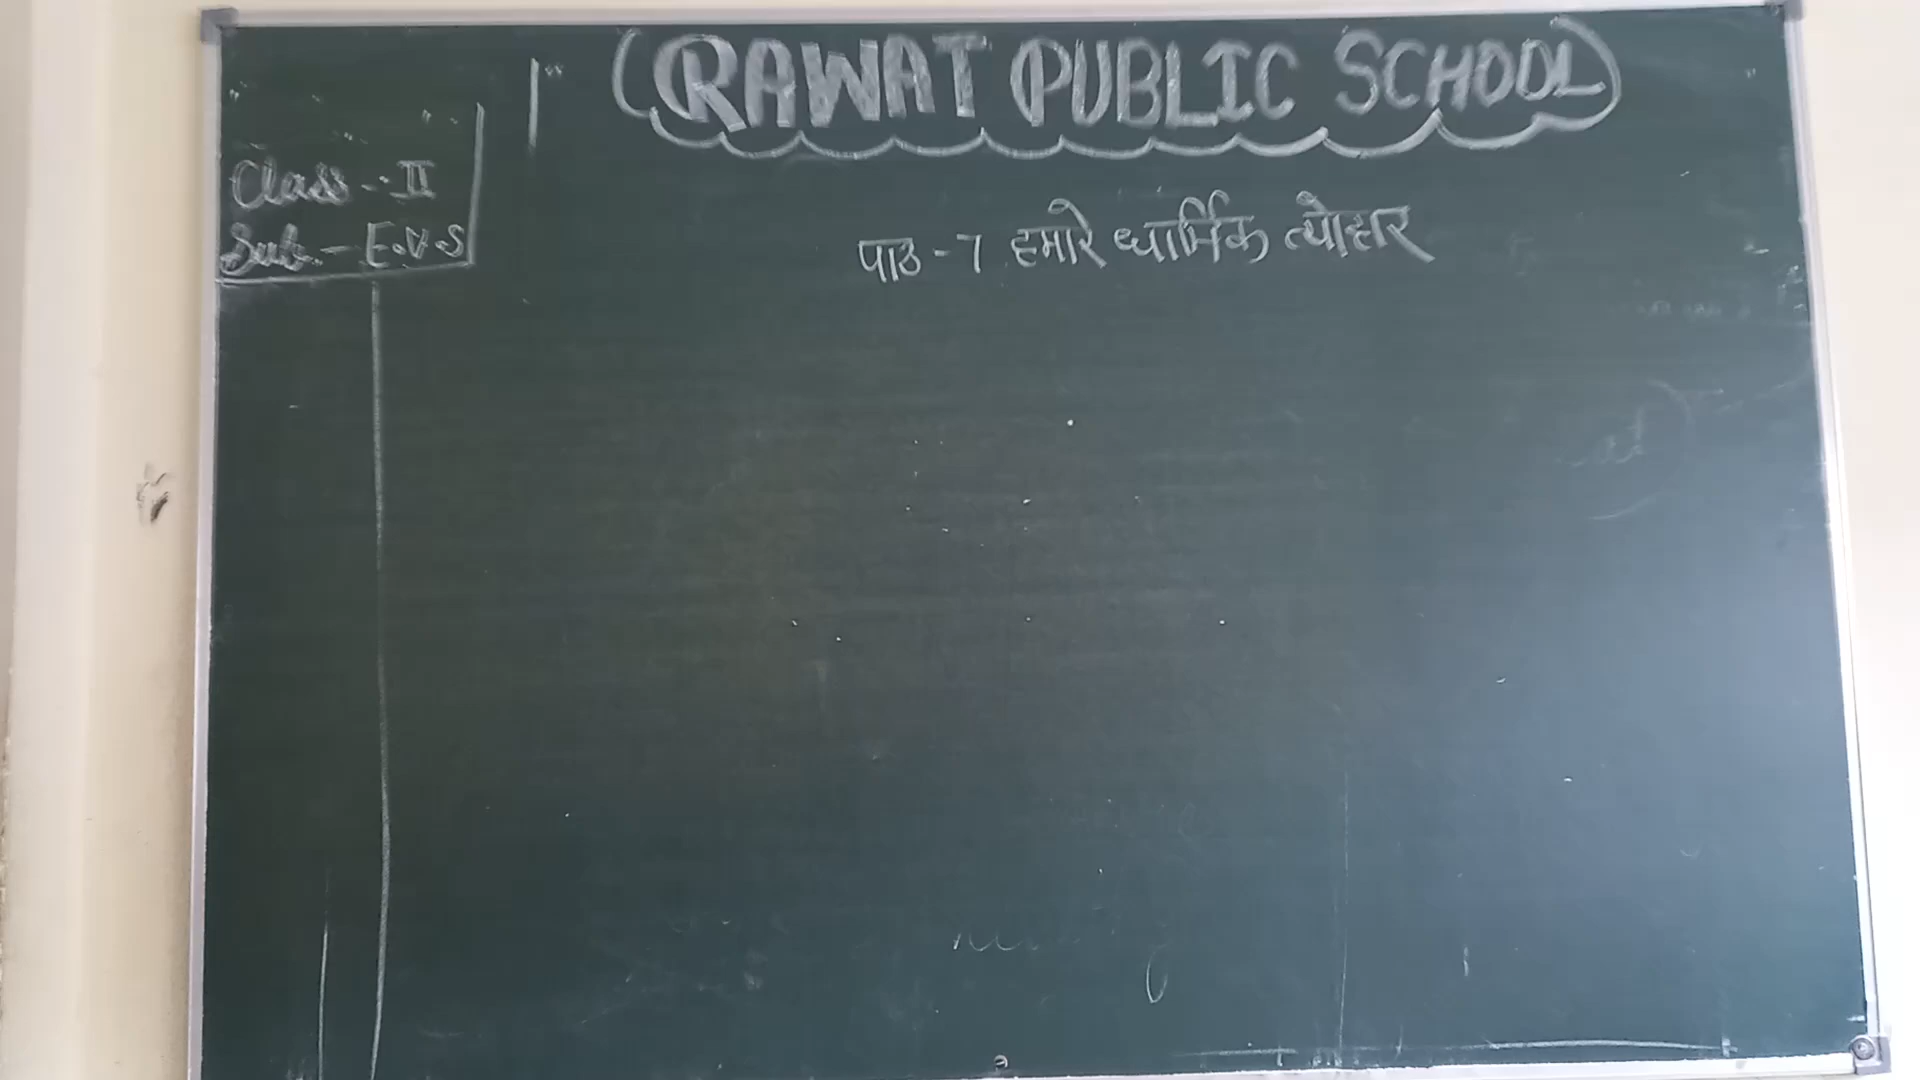 RAWAT PUBLIC SCHOOL
Class - II
Sub. - E.V.S
पाठ - 7 हमारे धार्मिक त्योहार